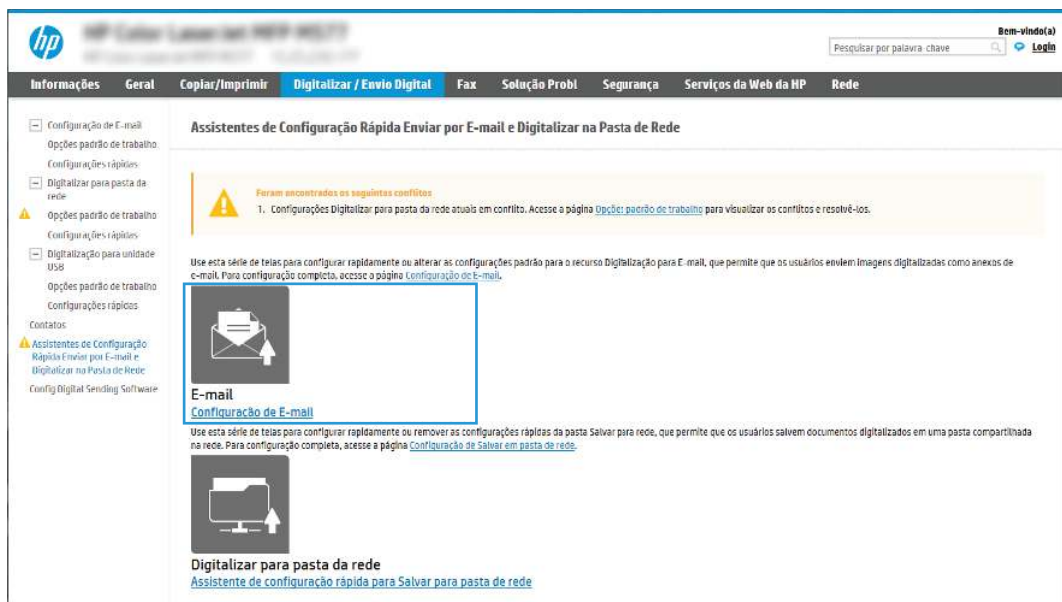 hp
Bem-vindo(a)
Pesquisar por palavra-chave
Login
Informações Geral Copiar/Imprimir Digitalizar / Envio Digital Fax Solução Probl Segurança Serviços da Web da HP Rede
Configuração de E-mail
Opções padrão de trabalho
Configurações rápidas
Digitalizar para pasta da
rede
Opções padrão de trabalho
Configurações rápidas
Digitalização para unidade
USB
Opções padrão de trabalho
Configurações rápidas
Contatos
Assistentes de Configuração
Rápida Enviar por E-mail e
Digitalizar na Pasta de Rede
Config Digital Sending Software
Assistentes de Configuração Rápida Enviar por E-mail e Digitalizar na Pasta de Rede
Foram encontrados os seguintes conflitos
1. Configurações Digitalizar para pasta da rede atuais em conflito. Acesse a página Opções padrão de trabalho para visualizar os conflitos e resolvê-los.
Use esta série de telas para configurar rapidamente ou alterar as configurações padrão para o recurso Digitalização para E-mail, que permite que os usuários enviem imagens digitalizadas como anexos de
e-mail. Para configuração completa, acesse a página Configuração de E-mail.
E-mail
Configuração de E-mail
Use esta série de telas para configurar rapidamente ou remover as configurações rápidas da pasta Salvar para rede, que permite que os usuários salvem documentos digitalizados em uma pasta compartilhada
na rede. Para configuração completa, acesse a página Configuração de Salvar em pasta de rede.
Digitalizar para pasta da rede
Assistente de configuração rápida para Salvar para pasta de rede